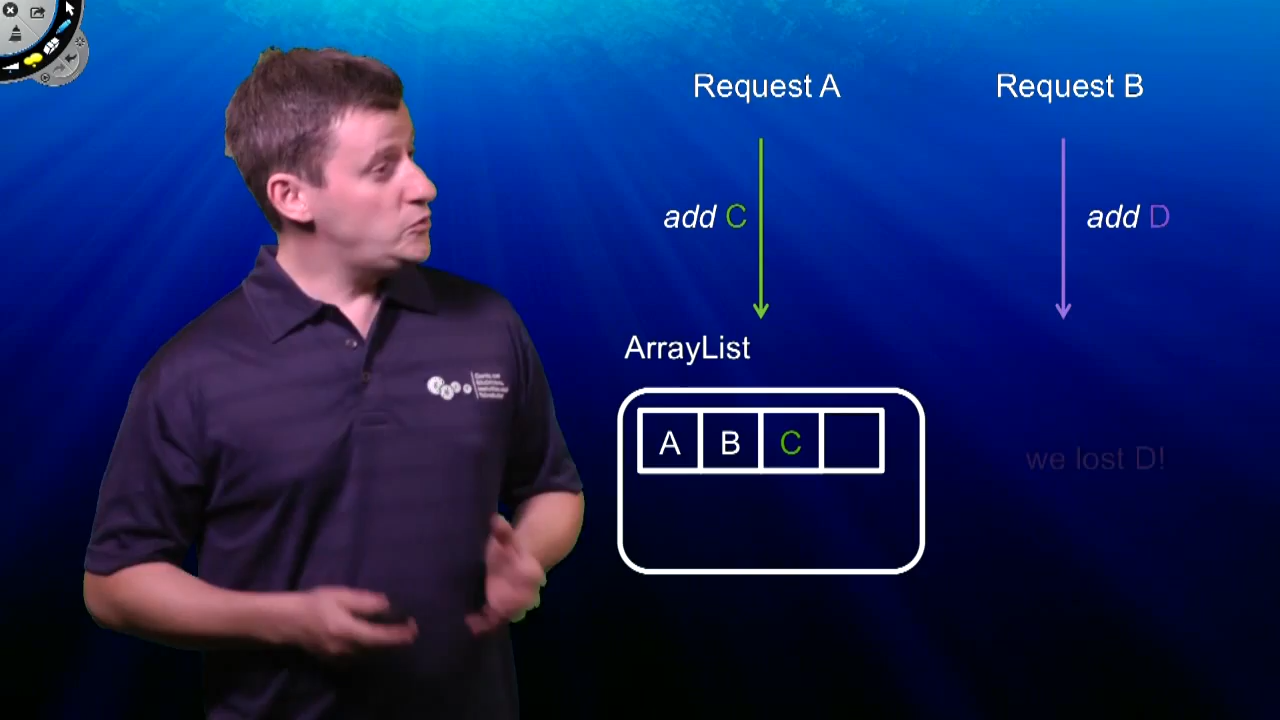 Request A
Request B
add C
add D
ArrayList
A B C
we lost D!